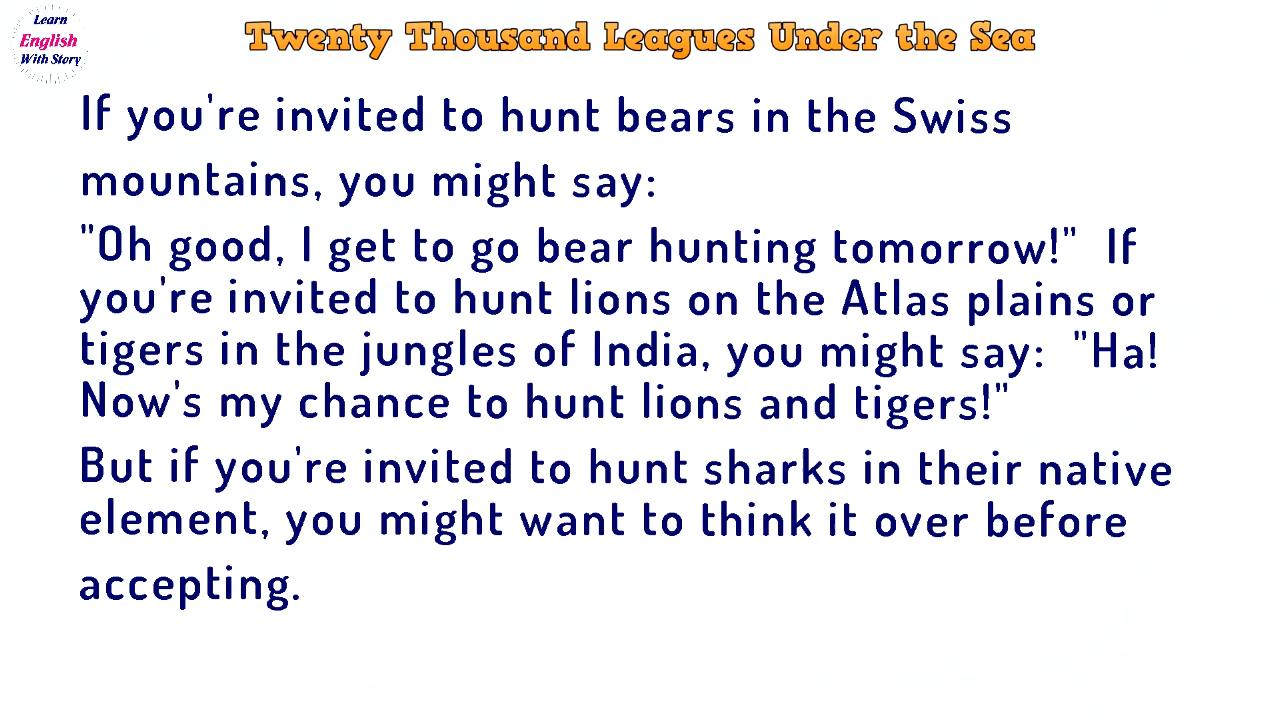 Learn
English
With Story
Twenty Thousand Leagues Under the Sea
If you're invited to hunt bears in the Swiss
mountains, you might say:
"Oh good, I get to go bear hunting tomorrow!"  If
you're invited to hunt lions on the Atlas plains or
tigers in the jungles of India, you might say:  "Ha!
Now's my chance to hunt lions and tigers!"
But if you're invited to hunt sharks in their native
element, you might want to think it over before
accepting.